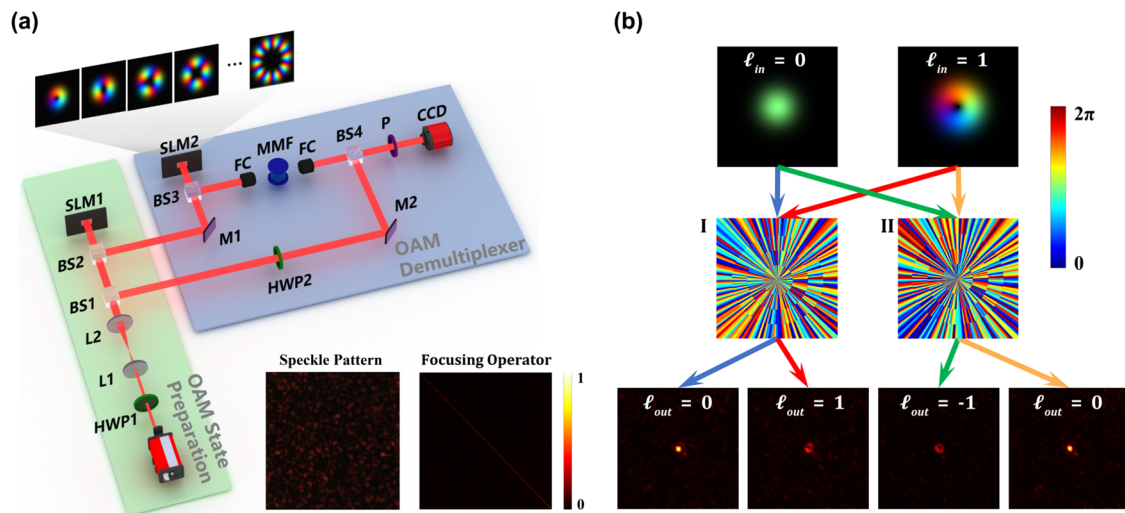 (a)
SLM2
FC
MMF
FC
BS4
P
CCD
BS3
SLM1
M1
M2
BS2
OAM
Demultiplexer
HWP2
BS1
L2
L1
HWP1
OAM State
Preparation
Speckle Pattern
Focusing Operator
1
0
(b)
ℓin = 0
ℓin = 1
2π
0
I
II
ℓout = 0
ℓout = 1
ℓout = -1
ℓout = 0